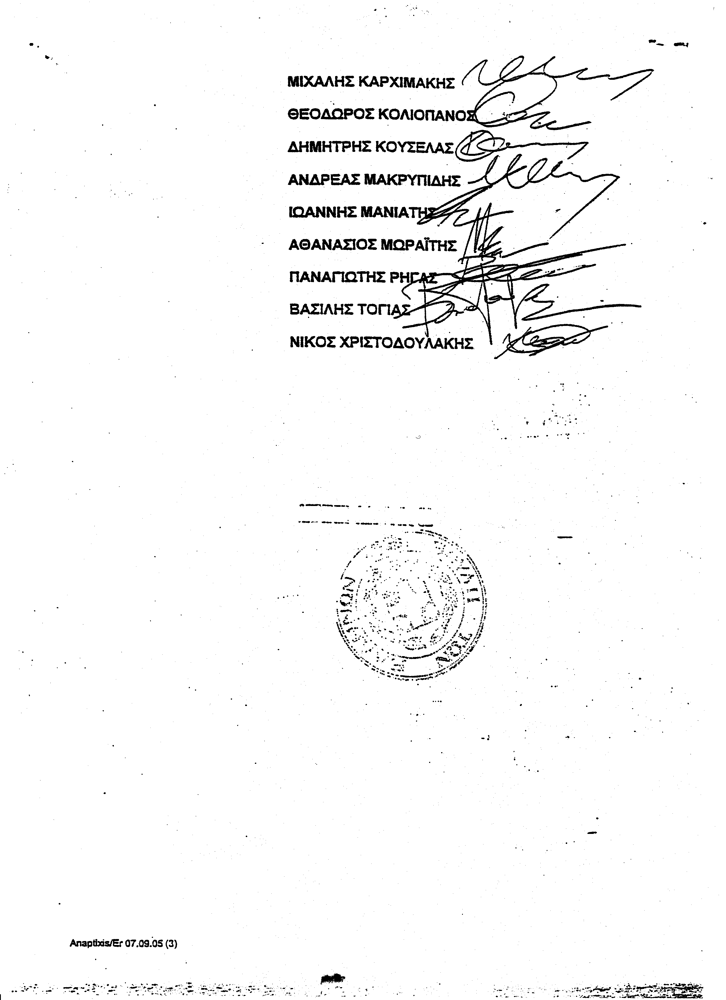 ΜΙΧΑΛΗΣ ΚΑΡΧΙΜΑΚΗΣ
ΘΕΟΔΩΡΟΣ ΚΟΛΙΟΠΑΝΟΣ
ΔΗΜΗΤΡΗΣ ΚΟΥΣΕΛΑΣ
ΑΝΔΡΕΑΣ ΜΑΚΡΥΠΙΔΗΣ
ΙΩΑΝΝΗΣ ΜΑΝΙΑΤΗΣ
ΑΘΑΝΑΣΙΟΣ ΜΩΡΑΪΤΗΣ
ΠΑΝΑΓΙΩΤΗΣ ΡΗΓΑΣ
ΒΑΣΙΛΗΣ ΤΟΓΙΑΣ
ΝΙΚΟΣ ΧΡΙΣΤΟΔΟΥΛΑΚΗΣ
Anaptixis/Er 07.09.05 (3)